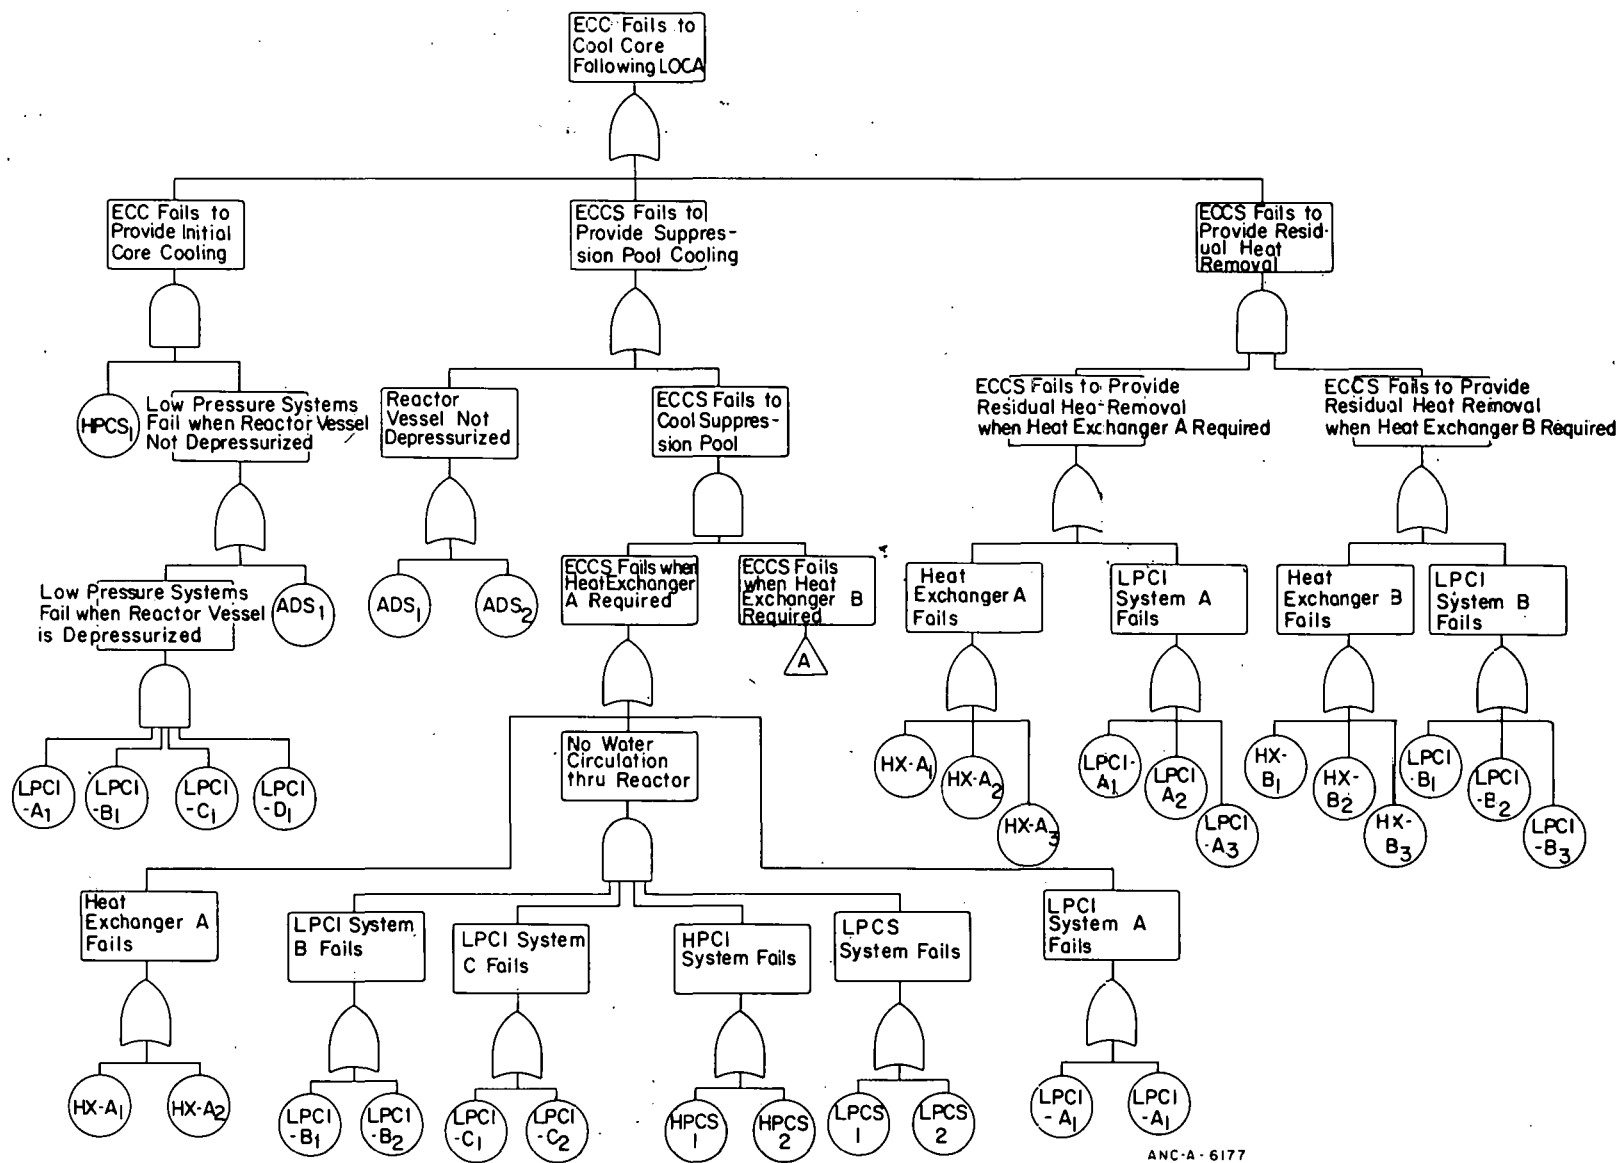 ECC Fails to
Cool Core
Following LOCA
ECC Fails to
Provide Initial
Core Cooling
ECCS Fails to
Provide Suppres-
sion Pool Cooling
ECCS Fails to
Provide Resid-
ual Heat
Removal
HPCS1
Low Pressure Systems
Fail when Reactor Vessel
Not Depressurized
Reactor
Vessel Not
Depressurized
ECCS Fails to
Cool Suppres-
sion Pool
ECCS Fails to Provide
Residual Heat Removal
when Heat Exchanger A Required
ECCS Fails to Provide
Residual Heat Removal
when Heat Exchanger B Required
Low Pressure Systems
Fail when Reactor Vessel
is Depressurized
ADS1
ADS1
ADS2
ECCS Fails when
Heat Exchanger
A Required
ECCS Fails
when Heat
Exchanger B
Required
A
Heat
Exchanger A
Fails
LPCI
System A
Fails
Heat
Exchanger B
Fails
LPCI
System B
Fails
LPCI
-A1
LPCI
-B1
LPCI
-C1
LPCI
-D1
No Water
Circulation
thru Reactor
HX-A1
HX-A2
HX-A3
LPCI-
A1
LPCI
A2
LPCI
-A3
HX-
B1
HX-
B2
HX-
B3
LPCI
-B1
LPCI
-B2
LPCI
-B3
Heat
Exchanger A
Fails
LPCI System
B Fails
LPCI System
C Fails
HPCI
System Fails
LPCS
System Fails
LPCI
System A
Fails
HX-A1
HX-A2
LPCI
-B1
LPCI
-B2
LPCI
-C1
LPCI
-C2
HPCS
1
HPCS
2
LPCS
1
LPCS
2
LPCI
-A1
LPCI
-A1
ANC-A-6177